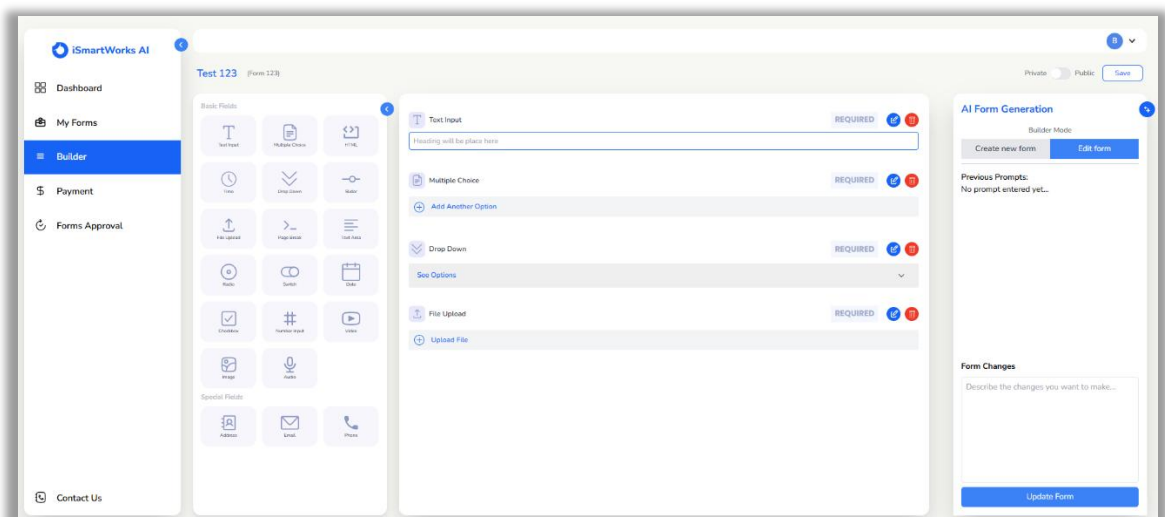 iSmartWorks AI
B
Test 123 (Form 123)
Private Public Save
Dashboard
My Forms
Builder
Payment
Forms Approval
Contact Us
Basic Fields
Text Input Multiple Choice HTML
Time Drop Down Slider
File Upload Page Break Text Area
Radio Switch Date
Checkbox Number Input Video
Image Audio
Special Fields
Address Email Phone
Text Input REQUIRED
Heading will be place here
Multiple Choice REQUIRED
Add Another Option
Drop Down REQUIRED
See Options
File Upload REQUIRED
Upload File
AI Form Generation
Builder Mode
Create new form Edit form
Previous Prompts:
No prompt entered yet...
Form Changes
Describe the changes you want to make...
Update Form